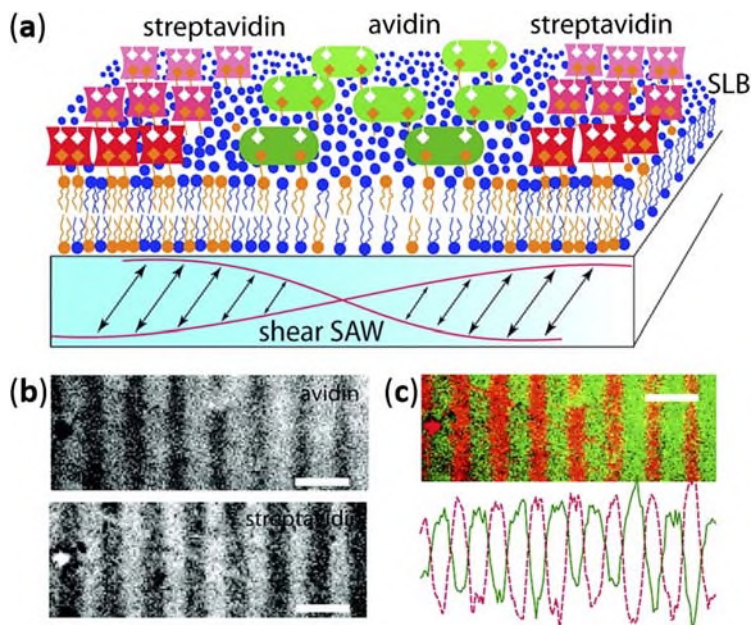 (a)
streptavidin avidin streptavidin
SLB
shear SAW
(b)
avidin
streptavidin
(c)